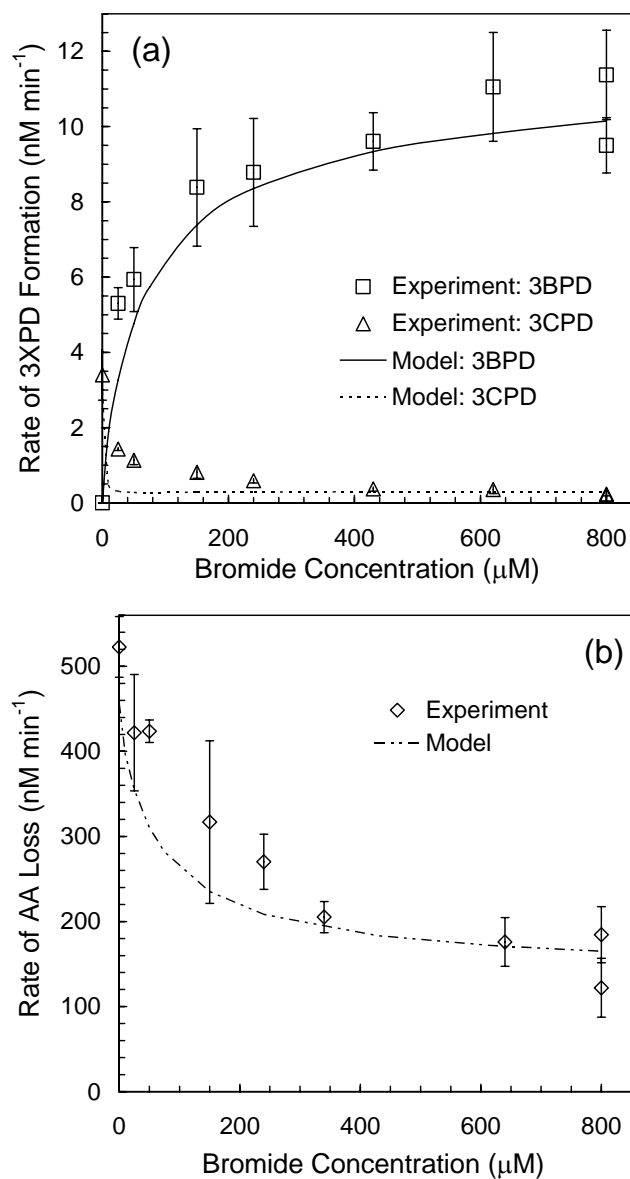 (a)
Rate of 3XPD Formation (nM min⁻¹)
12
10
8
6
4
2
0
Experiment: 3BPD
Experiment: 3CPD
Model: 3BPD
Model: 3CPD
0 200 400 600 800
Bromide Concentration (μM)
(b)
Rate of AA Loss (nM min⁻¹)
500
400
300
200
100
0
Experiment
Model
0 200 400 600 800
Bromide Concentration (μM)